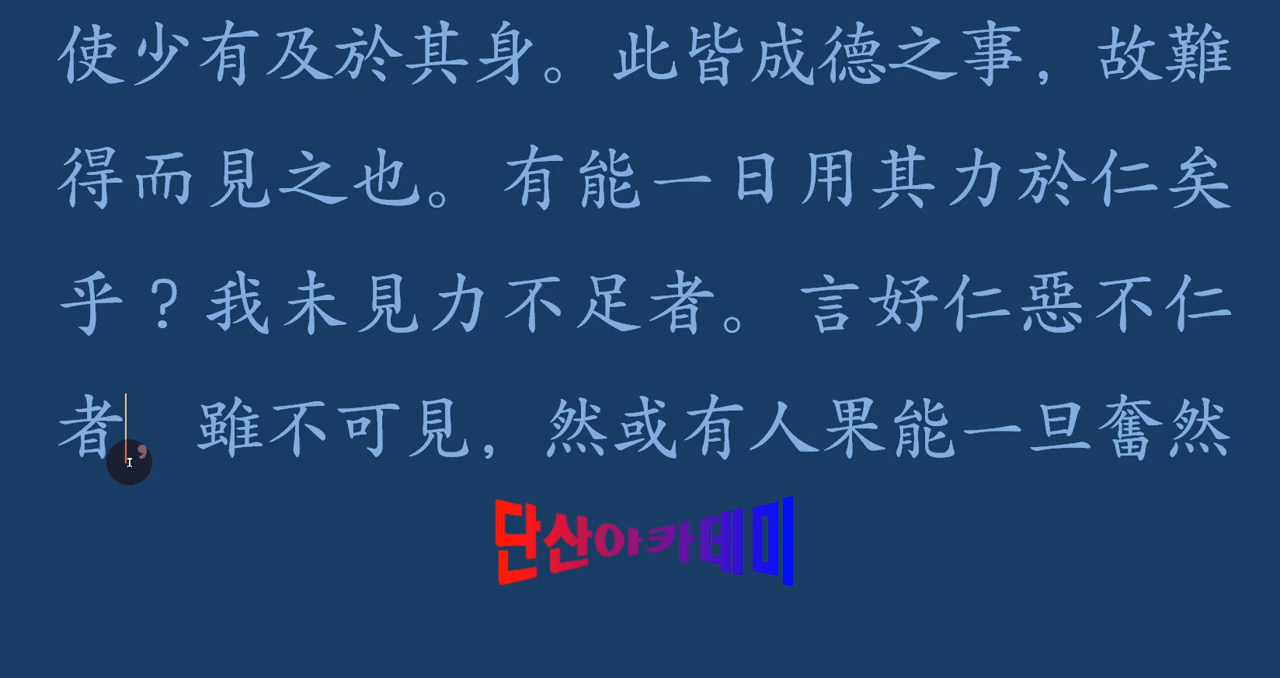 使少有及於其身。此皆成德之事，故難
得而見之也。有能一日用其力於仁矣
乎？我未見力不足者。言好仁惡不仁
者，雖不可見，然或有人果能一旦奮然
단산아카데미